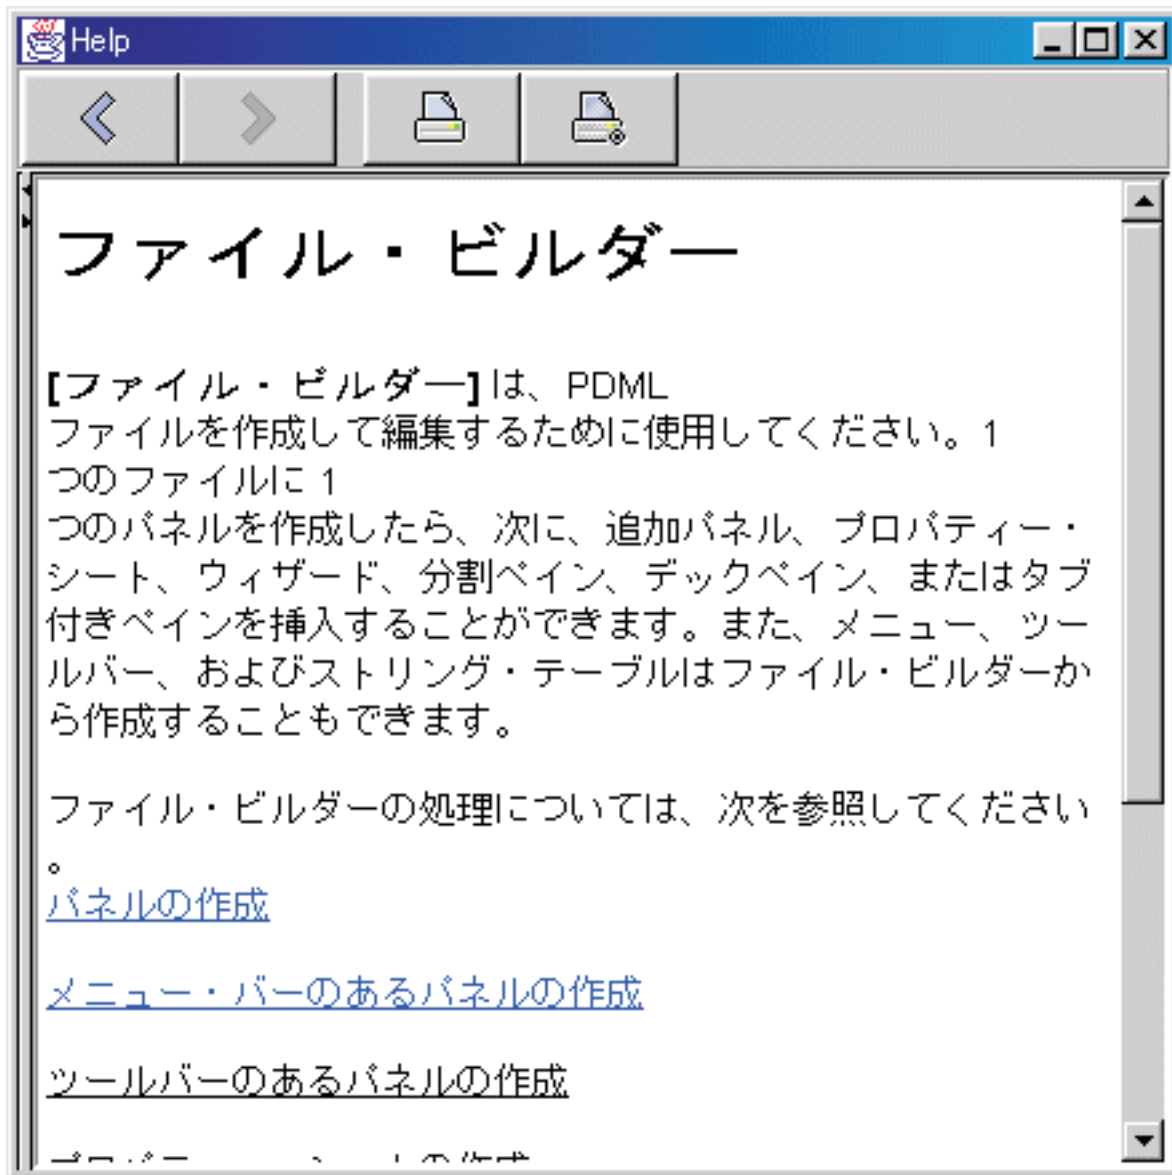 Help
ファイル・ビルダー
[ファイル・ビルダー] は、PDML
ファイルを作成して編集するために使用してください。1
つのファイルに 1
つのパネルを作成したら、次に、追加パネル、プロパティー・
シート、ウィザード、分割ペイン、デックペイン、またはタブ
付きペインを挿入することができます。また、メニュー、ツー
ルバー、およびストリング・テーブルはファイル・ビルダーか
ら作成することもできます。
ファイル・ビルダーの処理については、次を参照してください
。
パネルの作成
メニュー・バーのあるパネルの作成
ツールバーのあるパネルの作成